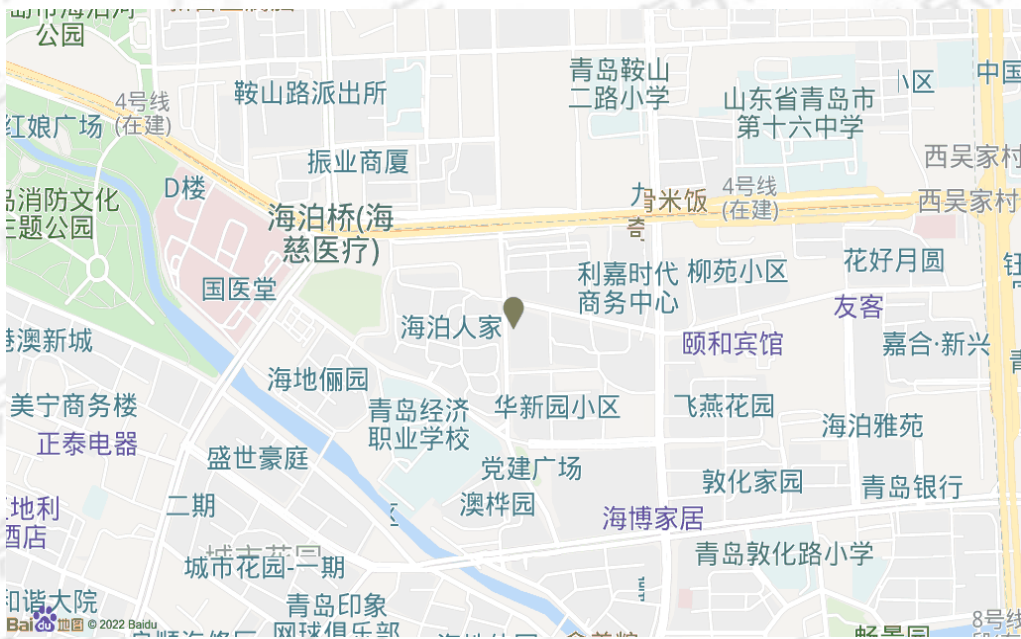 公园
鞍山路派出所
青岛鞍山
二路小学
小区
中国
4号线
(在建)
红娘广场
山东省青岛市
第十六中学
振业商厦
西吴家村
D楼
4号线
(在建)
岛消防文化
主题公园
骨米饭
西吴家村
海泊桥(海
慈医疗)
花好月圆
利嘉时代
商务中心
柳苑小区
国医堂
友客
海泊人家
港澳新城
颐和宾馆
嘉合·新兴
海地俪园
美宁商务楼
青岛经济
职业学校
华新园小区
飞燕花园
海泊雅苑
正泰电器
盛世豪庭
党建广场
敦化家园
青岛银行
二期
澳桦园
海博家居
地利
酒店
青岛敦化路小学
城市花园-一期
和谐大院
青岛印象
网球俱乐部
8号线
Bai du 地图 © 2022 Baidu